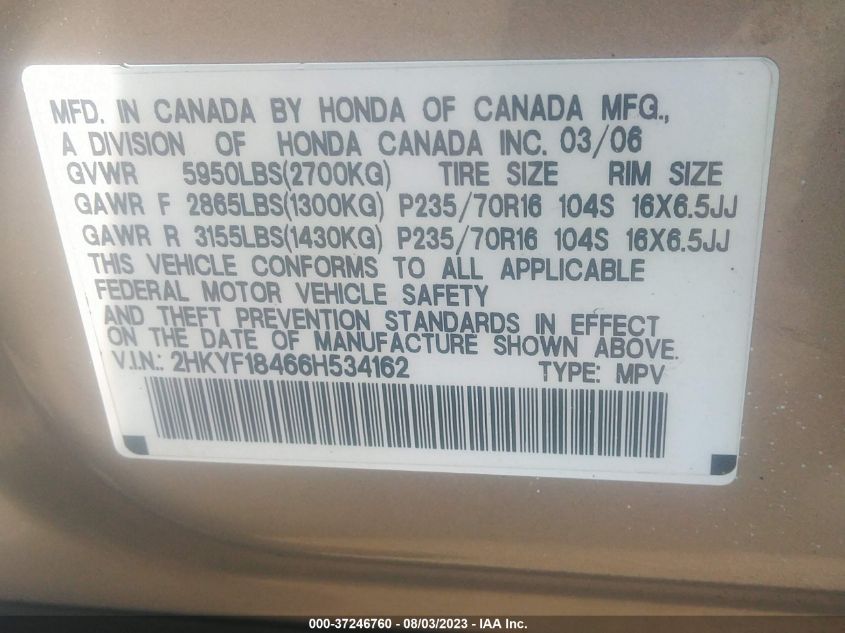 MFD. IN CANADA BY HONDA OF CANADA MFG.,
A DIVISION OF HONDA CANADA INC. 03/06
GVWR 5950LBS(2700KG) TIRE SIZE RIM SIZE
GAWR F 2865LBS(1300KG) P235/70R16 104S 16X6.5JJ
GAWR R 3155LBS(1430KG) P235/70R16 104S 16X6.5JJ
THIS VEHICLE CONFORMS TO ALL APPLICABLE
FEDERAL MOTOR VEHICLE SAFETY
AND THEFT PREVENTION STANDARDS IN EFFECT
ON THE DATE OF MANUFACTURE SHOWN ABOVE.
V.I.N.: 2HKYF18466H534162 TYPE: MPV
000-37246760 - 08/03/2023 - IAA Inc.